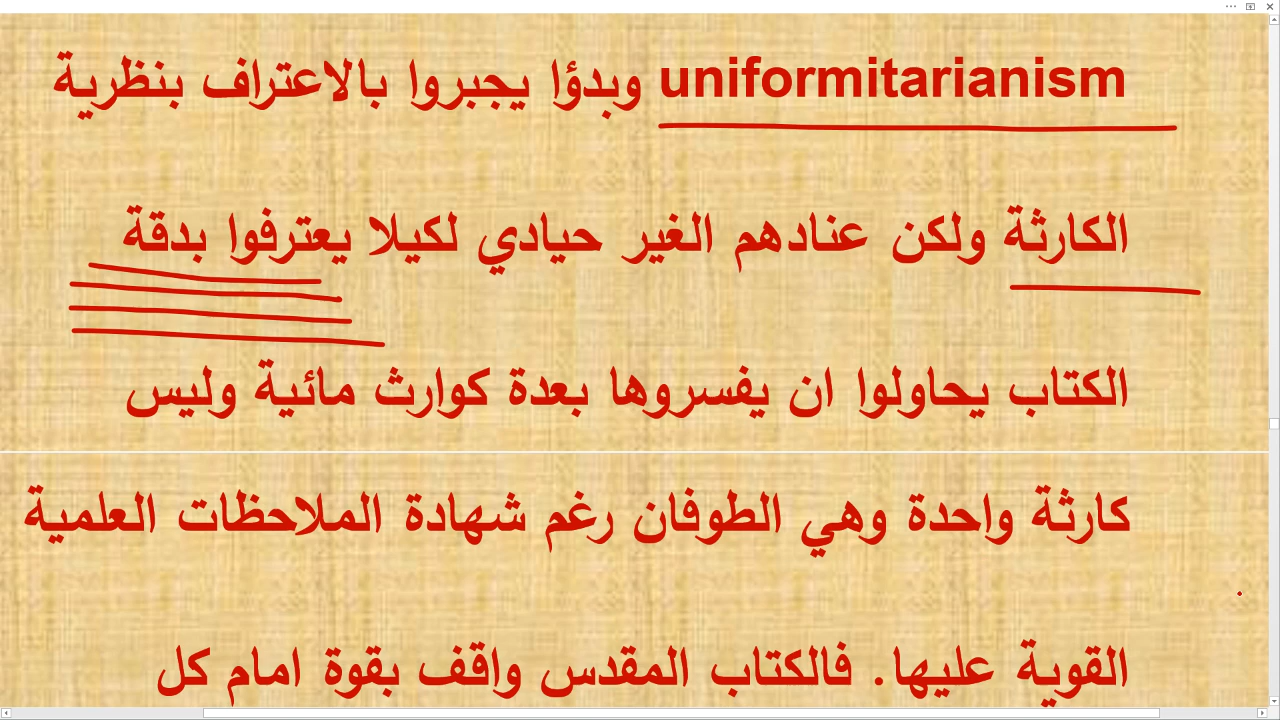 uniformitarianism وبدؤا يجبروا بالاعتراف بنظرية
الكارثة ولكن عنادهم الغير حيادي لكيلا يعترفوا بدقة
الكتاب يحاولوا ان يفسروها بعدة كوارث مائية وليس
كارثة واحدة وهي الطوفان رغم شهادة الملاحظات العلمية
القوية عليها. فالكتاب المقدس واقف بقوة امام كل